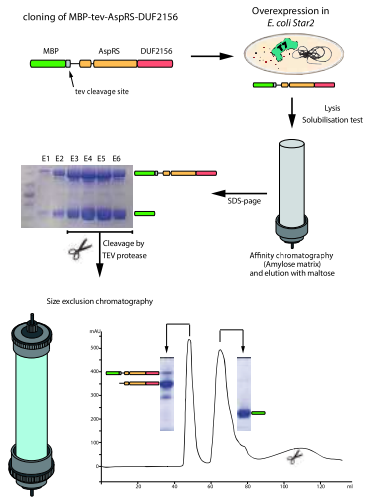 cloning of MBP-tev-AspRS-DUF2156
Overexpression in
E. coli Star2
MBP AspRS DUF2156
tev cleavage site
Lysis
Solubilisation test
E1 E2 E3 E4 E5 E6
SDS-page
Cleavage by
TEV protease
Affinity chromatography
(Amylose matrix)
and elution with maltose
Size exclusion chromatography
mAU
500
400
300
200
100
0
20 40 60 80 100 120 ml